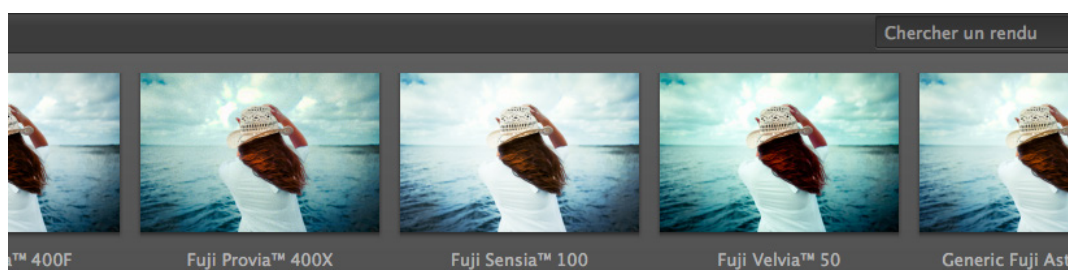 Chercher un rendu
™ 400F
Fuji Provia™ 400X
Fuji Sensia™ 100
Fuji Velvia™ 50
Generic Fuji Ast